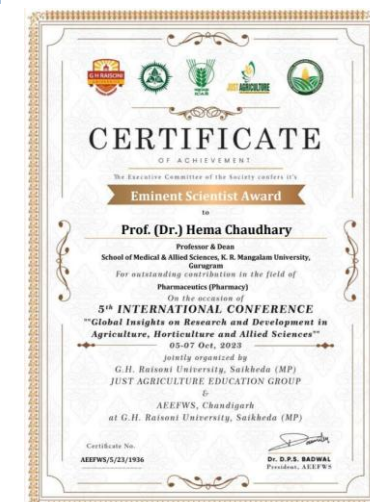 G H RAISONI
JUST AGRICULTURE
CERTIFICATE
OF ACHIEVEMENT
The Executive Committee of the Society confers it's
Eminent Scientist Award
to
Prof. (Dr.) Hema Chaudhary
Professor & Dean
School of Medical & Allied Sciences, K. R. Mangalam University,
Gurugram
For outstanding contribution in the field of
Pharmaceutics (Pharmacy)
On the occasion of
5th INTERNATIONAL CONFERENCE
""Global Insights on Research and Development in
Agriculture, Horticulture and Allied Sciences""
05-07 Oct, 2023
jointly organized by
G.H. Raisoni University, Saikheda (MP)
JUST AGRICULTURE EDUCATION GROUP
&
AEEFWS, Chandigarh
at G.H. Raisoni University, Saikheda (MP)
Certificate No.
AEEFWS/5/23/1936
Dr. D.P.S. BADWAL
President, AEEFWS